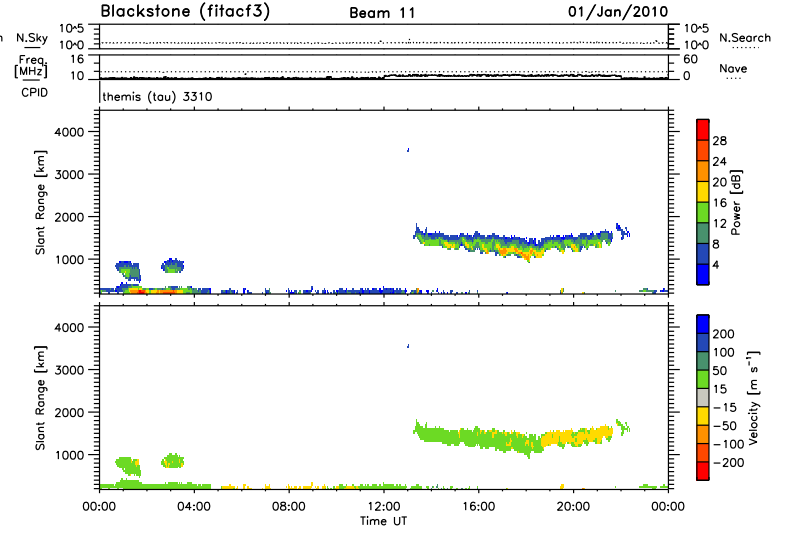 Blackstone (fitacf3) Beam 11 01/Jan/2010
N.Sky 10^5 10^5 N.Search
10^0 10^0
Freq. [MHz] 16 60 Nave
10 0
CPID themis (tau) 3310
Slant Range [km]
4000
3000
2000
1000
28
24
20
16
12
8
4
Power [dB]
Slant Range [km]
4000
3000
2000
1000
200
100
50
15
-15
-50
-100
-200
Velocity [m s⁻¹]
00:00 04:00 08:00 12:00 16:00 20:00 00:00
Time UT